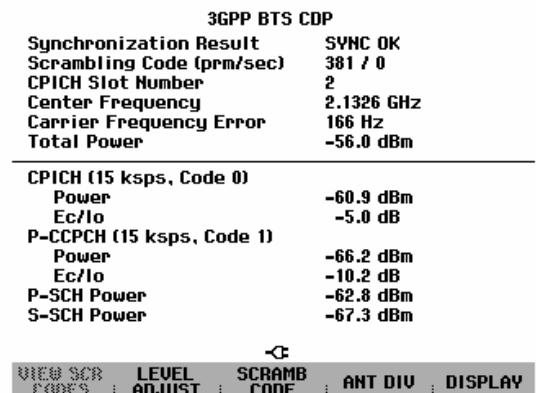 3GPP BTS CDP
Synchronization Result SYNC OK
Scrambling Code (prm/sec) 381 / 0
CPICH Slot Number 2
Center Frequency 2.1326 GHz
Carrier Frequency Error 166 Hz
Total Power -56.0 dBm
CPICH (15 ksps, Code 0)
Power -60.9 dBm
Ec/Io -5.0 dB
P-CCPCH (15 ksps, Code 1)
Power -66.2 dBm
Ec/Io -10.2 dB
P-SCH Power -62.8 dBm
S-SCH Power -67.3 dBm
VIEW SCR LEVEL SCRAMB
CODES ADJUST CODE ANT DIV DISPLAY